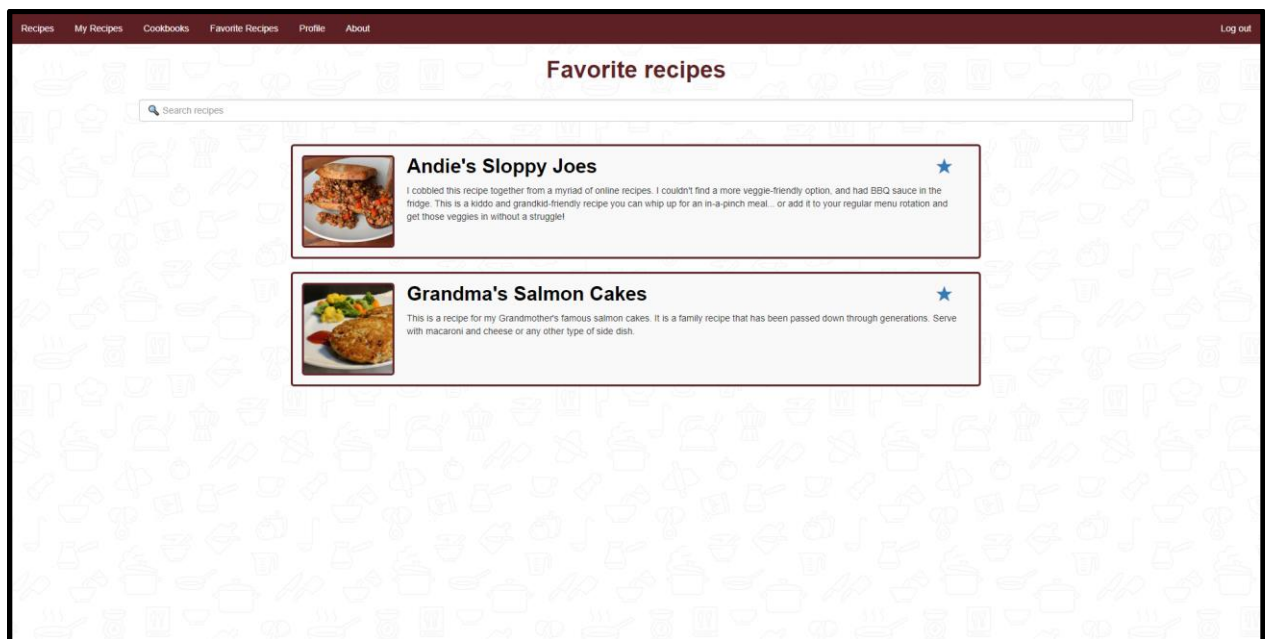 Recipes My Recipes Cookbooks Favorite Recipes Profile About Log out
Favorite recipes
Search recipes
Andie's Sloppy Joes
I cobbled this recipe together from a myriad of online recipes. I couldn't find a more veggie-friendly option, and had BBQ sauce in the
fridge. This is a kiddo and grandkid-friendly recipe you can whip up for an in-a-pinch meal... or add it to your regular menu rotation and
get those veggies in without a struggle!
Grandma's Salmon Cakes
This is a recipe for my Grandmother's famous salmon cakes. It is a family recipe that has been passed down through generations. Serve
with macaroni and cheese or any other type of side dish.